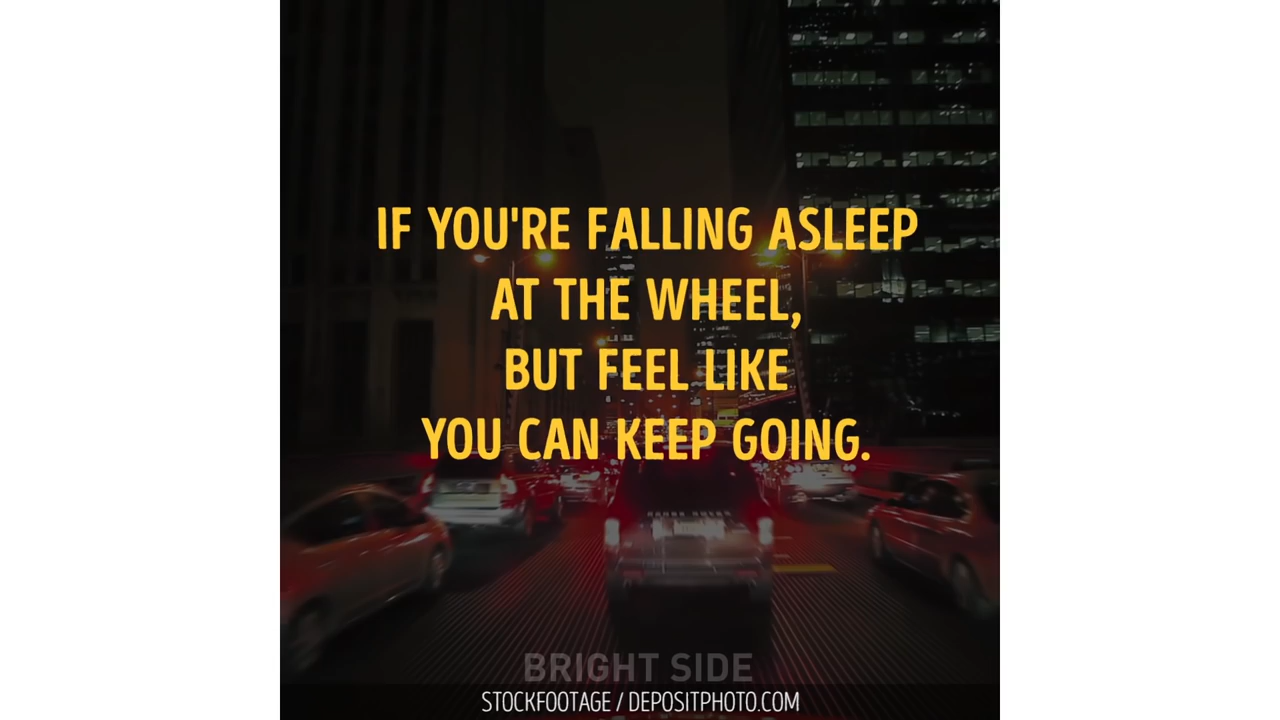 IF YOU'RE FALLING ASLEEP
AT THE WHEEL,
BUT FEEL LIKE
YOU CAN KEEP GOING.
BRIGHT SIDE
STOCKFOOTAGE / DEPOSITPHOTO.COM